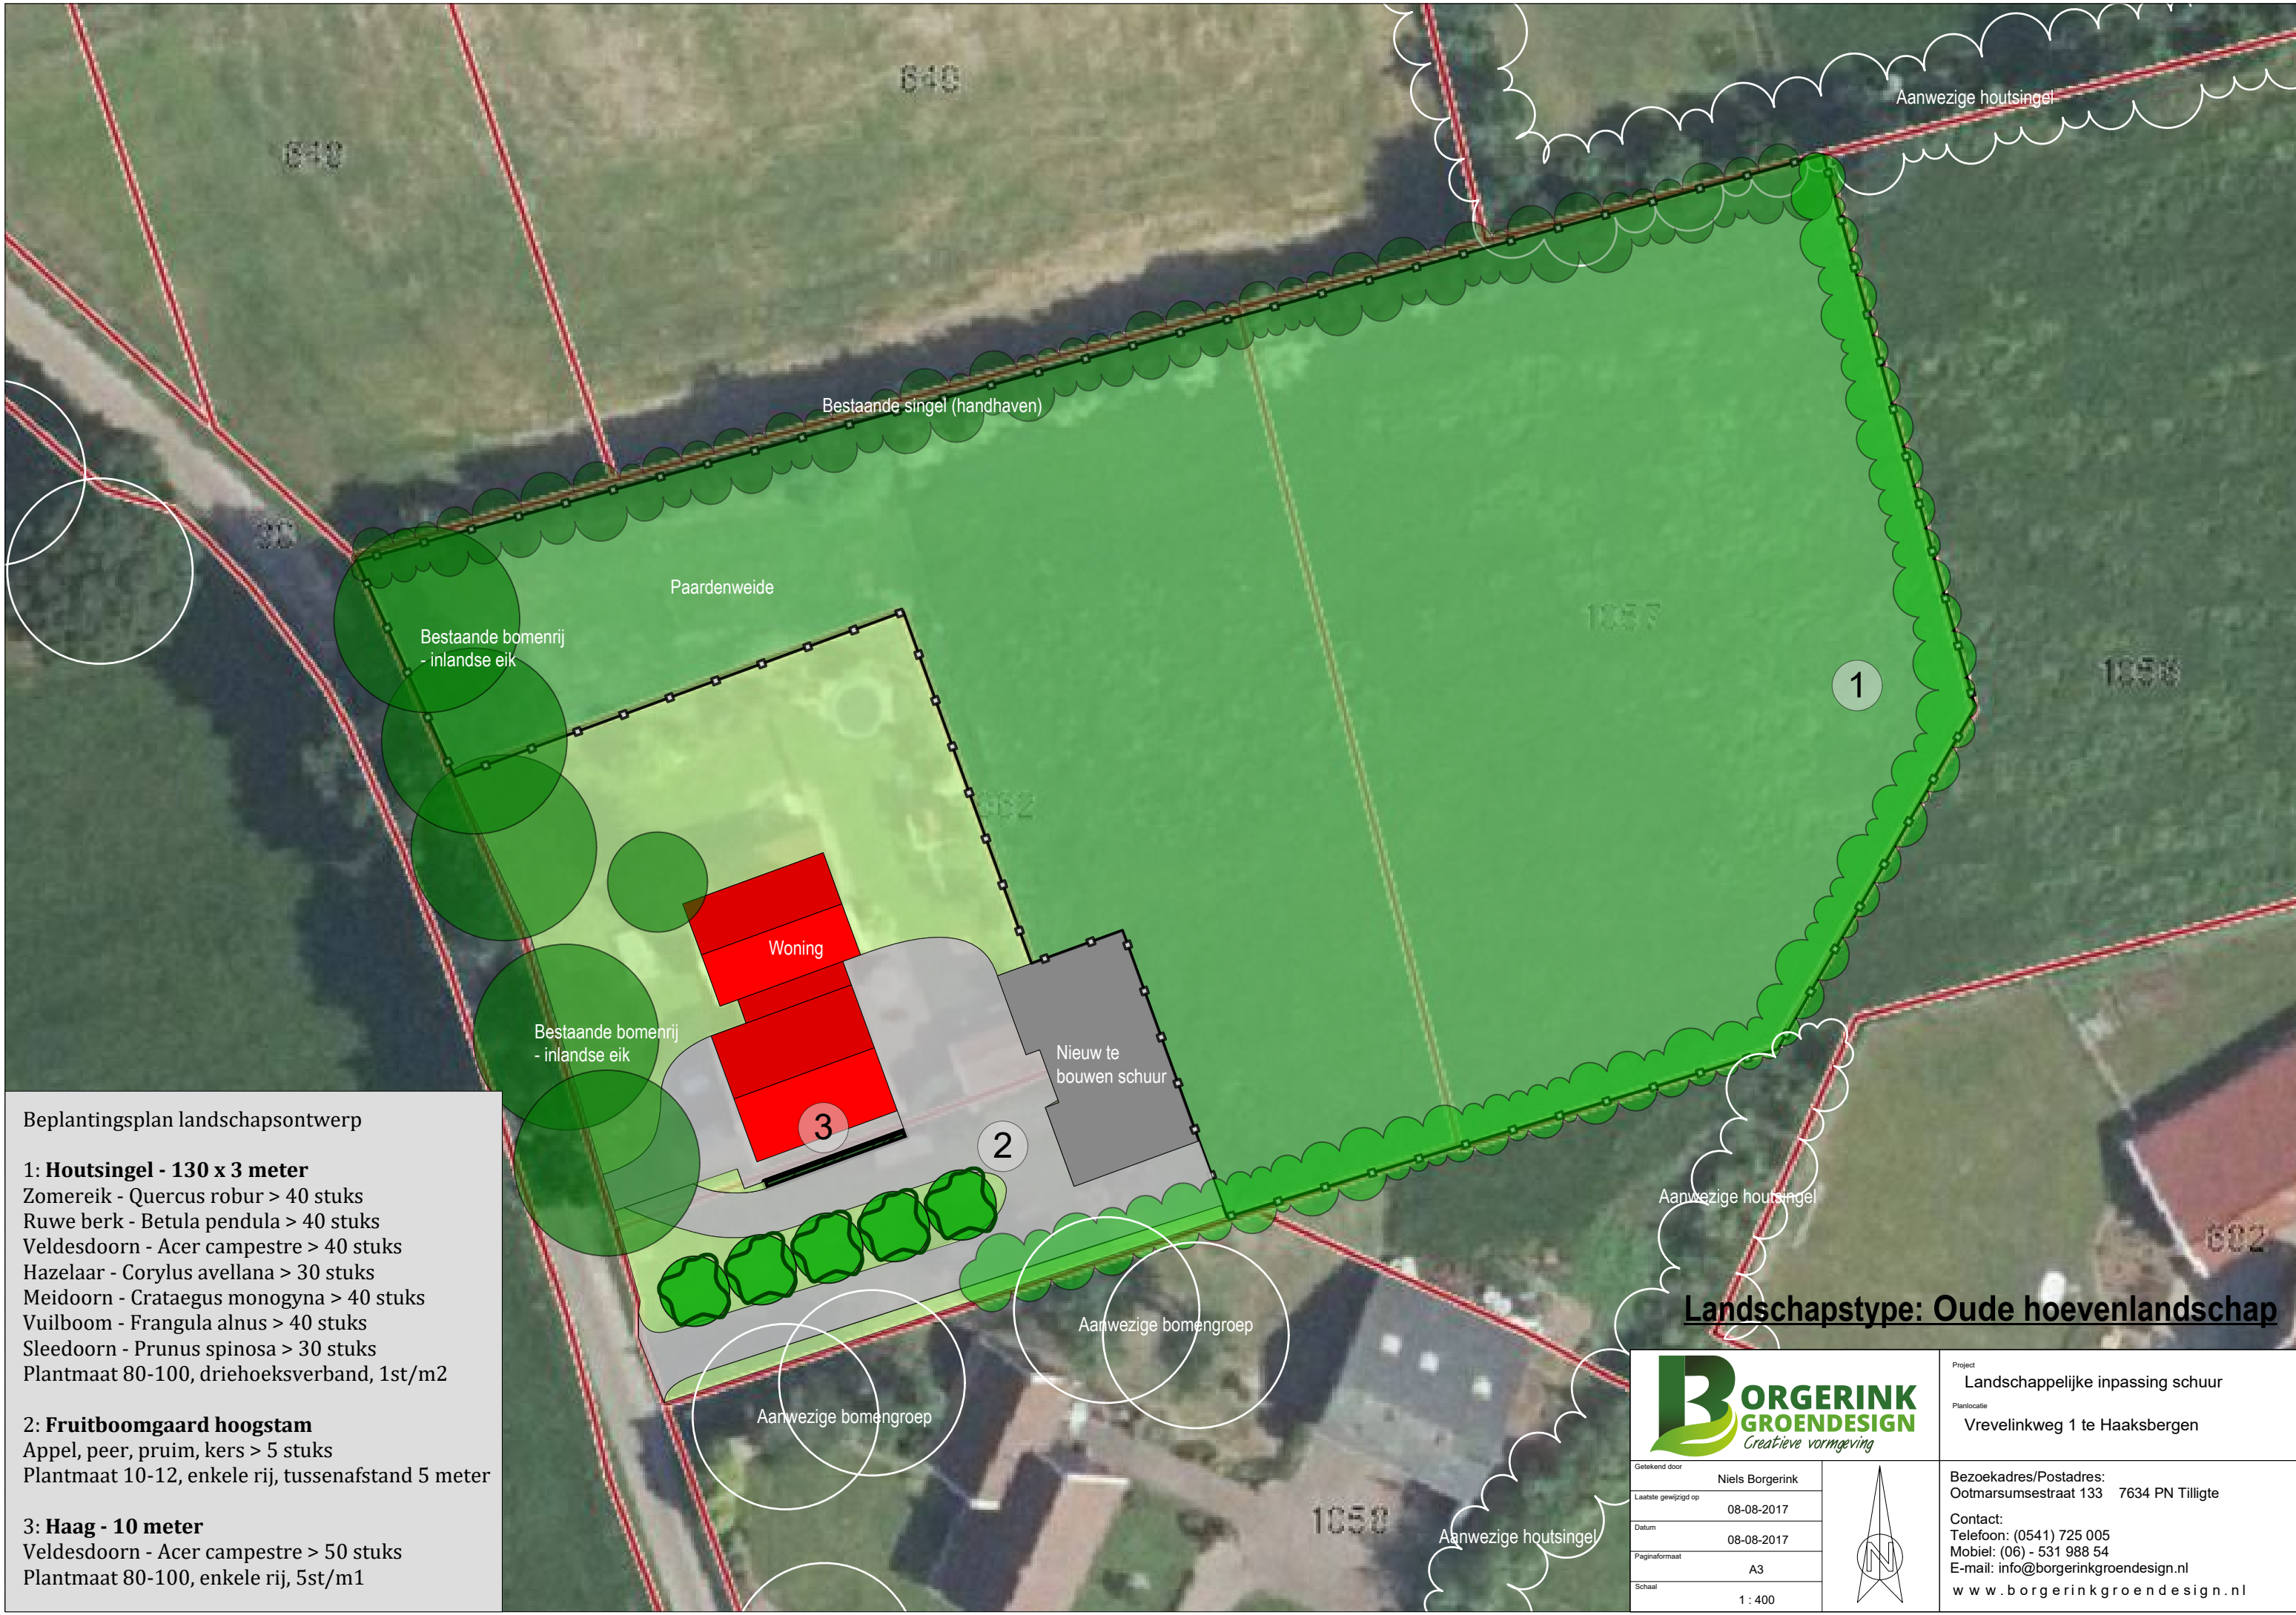 640
640
Aanwezige houtsingel
Bestaande singel (handhaven)
Paardenweide
Bestaande bomenrij
- inlandse eik
1057
1
1056
Woning
Bestaande bomenrij
- inlandse eik
Nieuw te
bouwen schuur
3
2
Aanwezige houtsingel
602
Aanwezige bomengroep
Aanwezige bomengroep
1058
Aanwezige houtsingel
Beplantingsplan landschapsontwerp
1: Houtsingel - 130 x 3 meter
Zomereik - Quercus robur > 40 stuks
Ruwe berk - Betula pendula > 40 stuks
Veldesdoorn - Acer campestre > 40 stuks
Hazelaar - Corylus avellana > 30 stuks
Meidoorn - Crataegus monogyna > 40 stuks
Vuilboom - Frangula alnus > 40 stuks
Sleedoorn - Prunus spinosa > 30 stuks
Plantmaat 80-100, driehoeksverband, 1st/m2
2: Fruitboomgaard hoogstam
Appel, peer, pruim, kers > 5 stuks
Plantmaat 10-12, enkele rij, tussenafstand 5 meter
3: Haag - 10 meter
Veldesdoorn - Acer campestre > 50 stuks
Plantmaat 80-100, enkele rij, 5st/m1
Landschapstype: Oude hoevenlandschap
BORGERINK
GROENDESIGN
Creatieve vormgeving
Project
Landschappelijke inpassing schuur
Planlocatie
Vrevelinkweg 1 te Haaksbergen
Getekend door
Niels Borgerink
Laatste gewijzigd op
08-08-2017
Datum
08-08-2017
Paginaformaat
A3
Schaal
1 : 400
N
Bezoekadres/Postadres:
Ootmarsumsestraat 133 7634 PN Tilligte
Contact:
Telefoon: (0541) 725 005
Mobiel: (06) - 531 988 54
E-mail: info@borgerinkgroendesign.nl
www.borgerinkgroendesign.nl